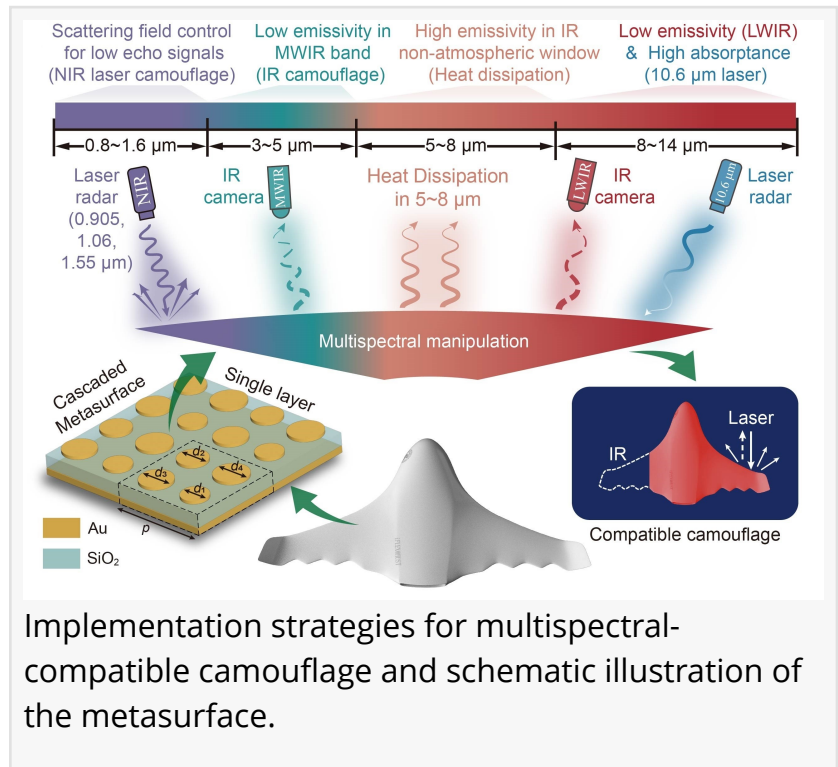 Scattering field control
for low echo signals
(NIR laser camouflage)
Low emissivity in
MWIR band
(IR camouflage)
High emissivity in IR
non-atmospheric window
(Heat dissipation)
Low emissivity (LWIR)
& High absorptance
(10.6 μm laser)
0.8~1.6 μm
3~5 μm
5~8 μm
8~14 μm
Laser
radar
(0.905,
1.06,
1.55 μm)
NIR
IR
camera
MWIR
Heat Dissipation
in 5~8 μm
LWIR
IR
camera
10.6 μm
Laser
radar
Multispectral manipulation
Cascaded
Metasurface
Single layer
d₂
d₃
d₄
d₁
p
Au
SiO₂
IR
Laser
Compatible camouflage
Implementation strategies for multispectral-
compatible camouflage and schematic illustration of
the metasurface.